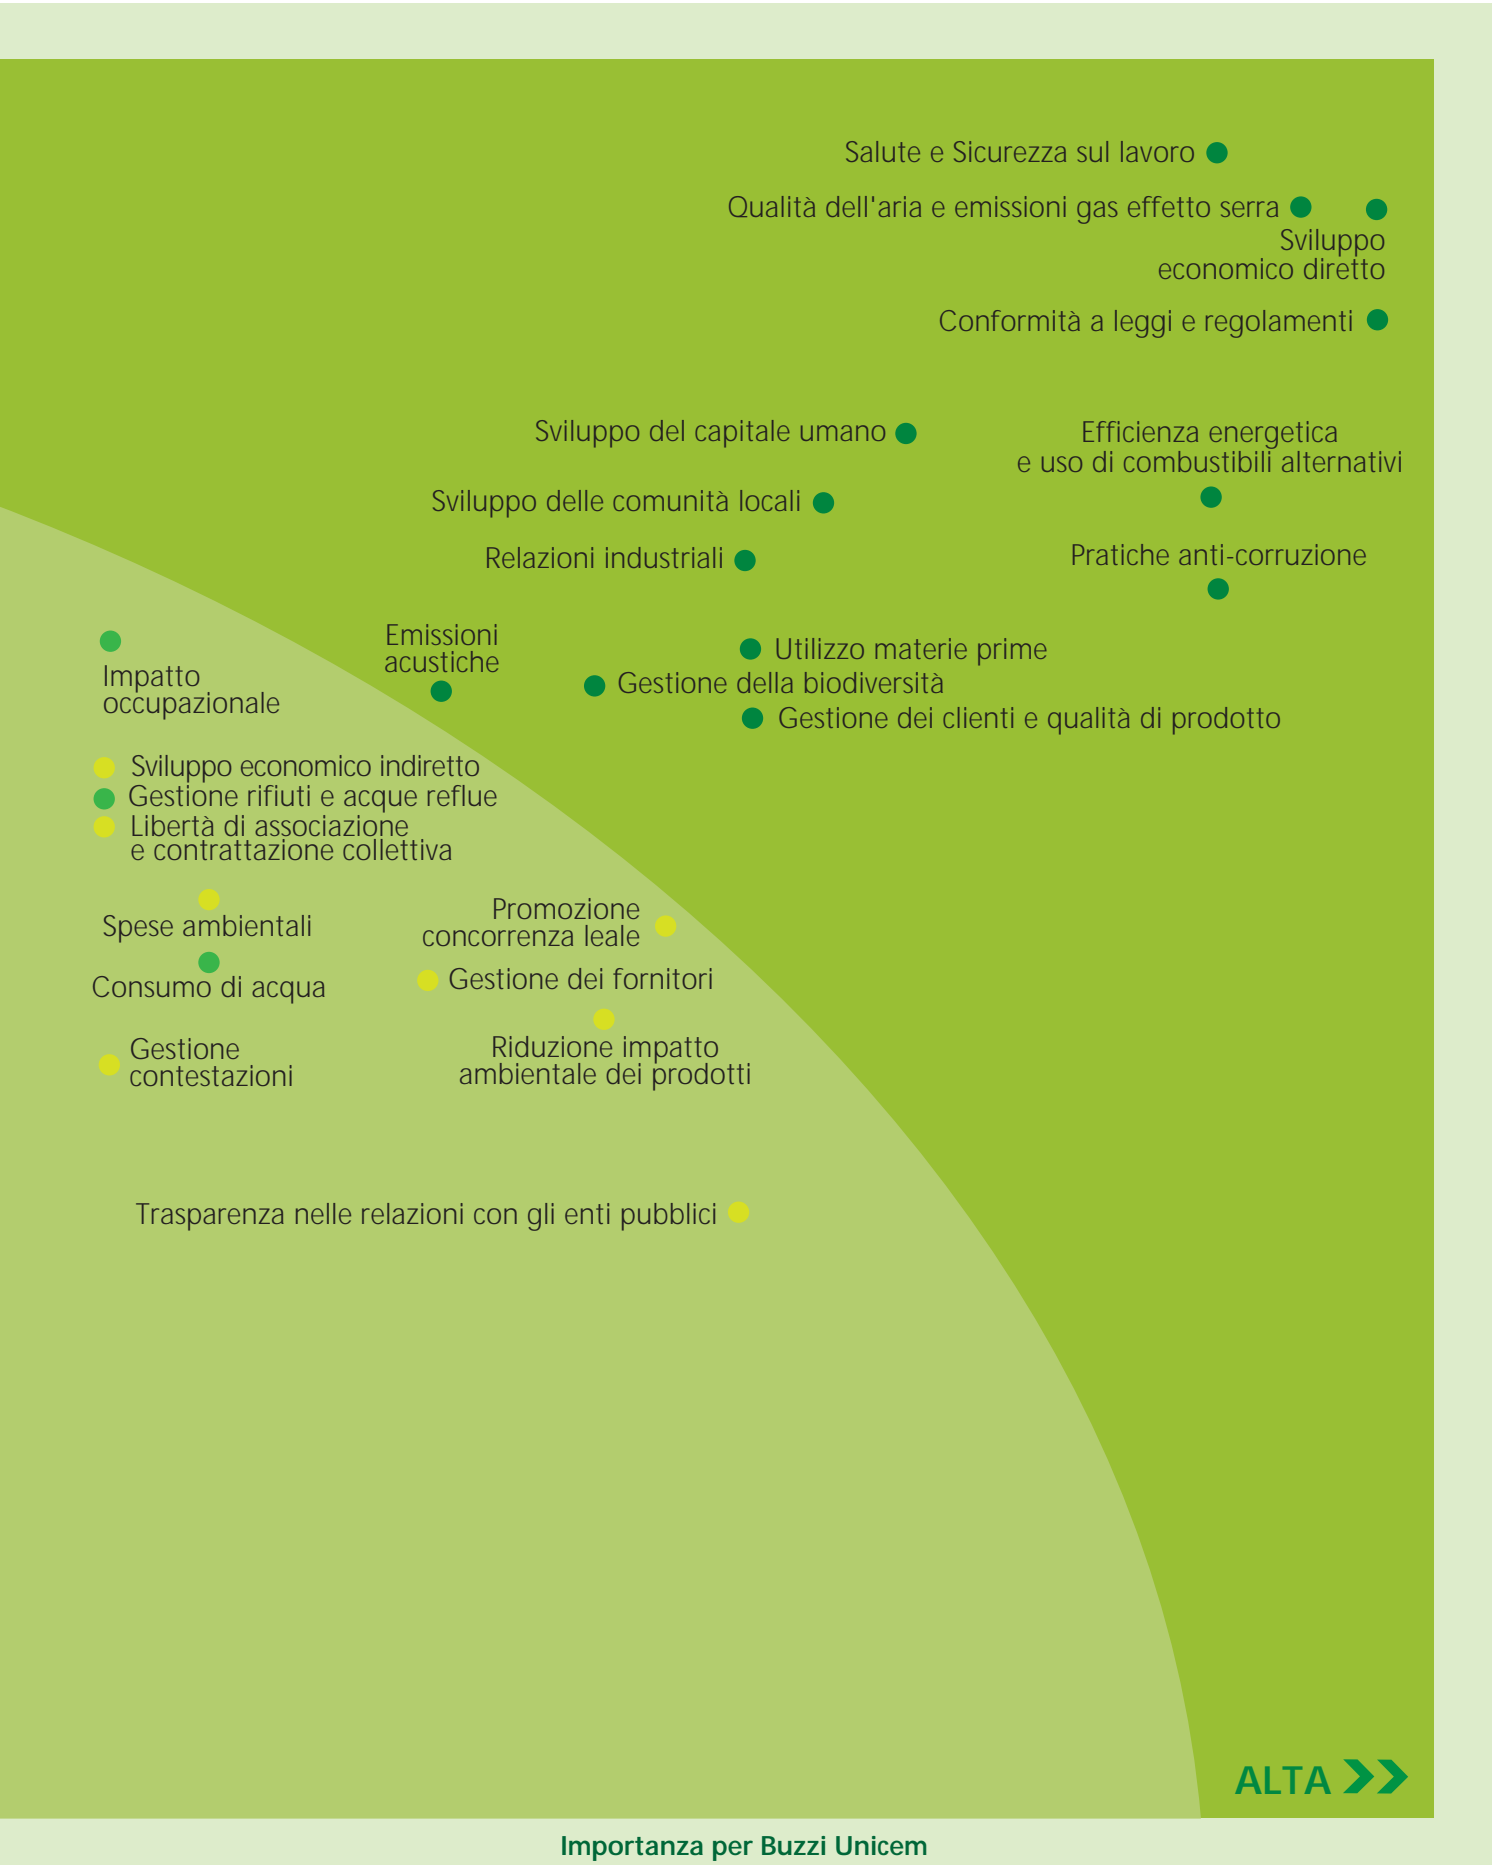 Salute e Sicurezza sul lavoro
Qualità dell'aria e emissioni gas effetto serra
Sviluppo
economico diretto
Conformità a leggi e regolamenti
Sviluppo del capitale umano
Efficienza energetica
e uso di combustibili alternativi
Sviluppo delle comunità locali
Relazioni industriali
Pratiche anti-corruzione
Emissioni
acustiche
Utilizzo materie prime
Impatto
occupazionale
Gestione della biodiversità
Gestione dei clienti e qualità di prodotto
Sviluppo economico indiretto
Gestione rifiuti e acque reflue
Libertà di associazione
e contrattazione collettiva
Spese ambientali
Promozione
concorrenza leale
Consumo di acqua
Gestione dei fornitori
Gestione
contestazioni
Riduzione impatto
ambientale dei prodotti
Trasparenza nelle relazioni con gli enti pubblici
ALTA
Importanza per Buzzi Unicem